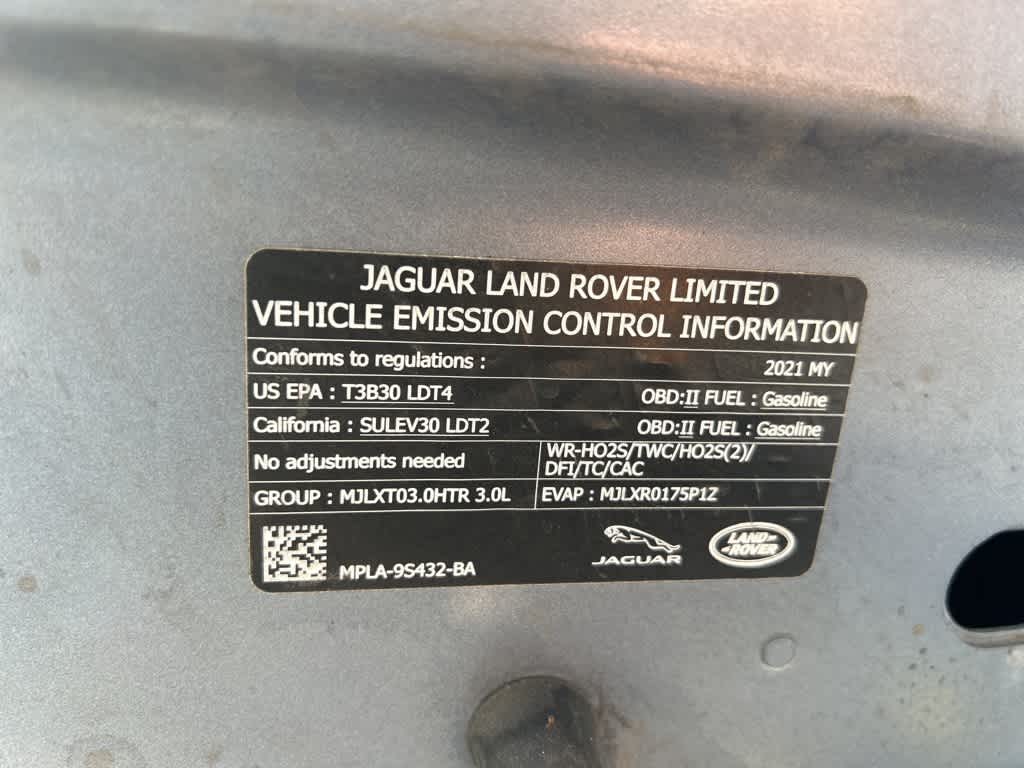 JAGUAR LAND ROVER LIMITED
VEHICLE EMISSION CONTROL INFORMATION
Conforms to regulations : 2021 MY
US EPA : T3B30 LDT4 OBD:II FUEL : Gasoline
California : SULEV30 LDT2 OBD:II FUEL : Gasoline
No adjustments needed
WR-HO2S/TWC/HO2S(2)/
DFI/TC/CAC
GROUP : MJLXT03.0HTR 3.0L EVAP : MJLXR0175P1Z
MPLA-9S432-BA
JAGUAR
LAND
ROVER